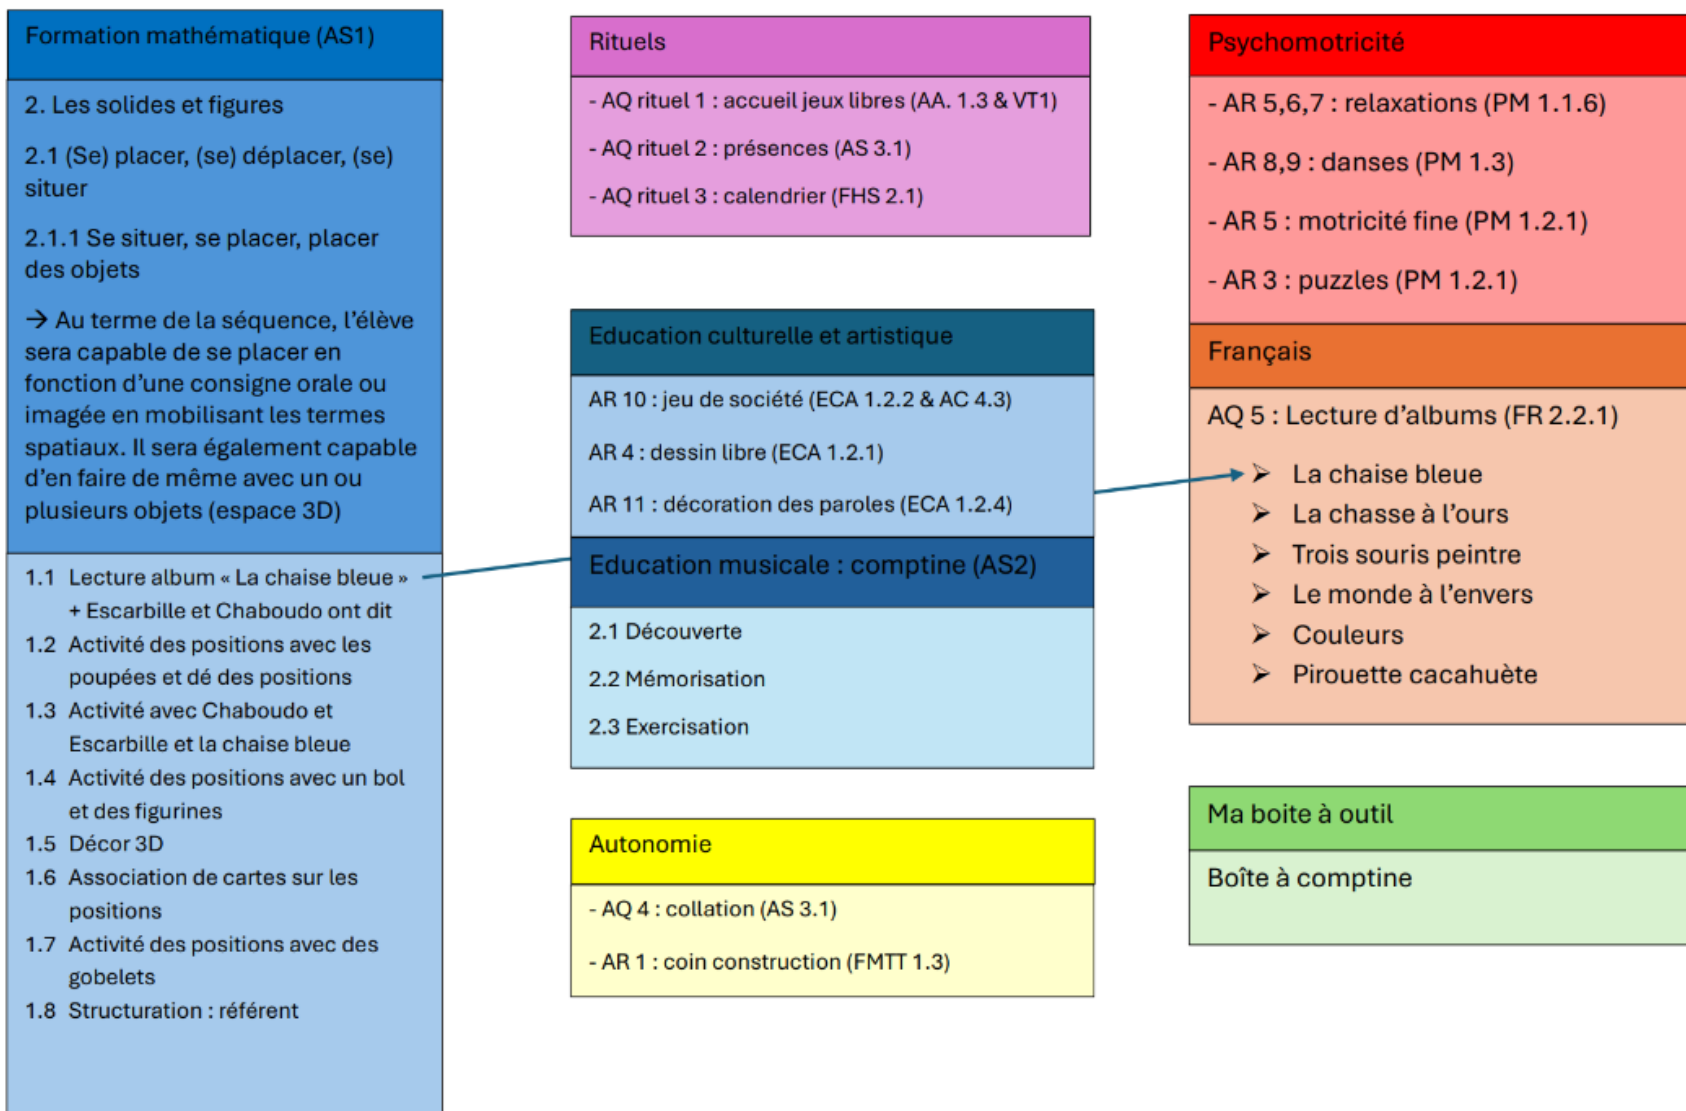 Formation mathématique (AS1)
2. Les solides et figures
2.1 (Se) placer, (se) déplacer, (se)
situer
2.1.1 Se situer, se placer, placer
des objets
→ Au terme de la séquence, l'élève
sera capable de se placer en
fonction d'une consigne orale ou
imagée en mobilisant les termes
spatiaux. Il sera également capable
d'en faire de même avec un ou
plusieurs objets (espace 3D)
1.1 Lecture album « La chaise bleue »
+ Escarbille et Chaboudo ont dit
1.2 Activité des positions avec les
poupées et dé des positions
1.3 Activité avec Chaboudo et
Escarbille et la chaise bleue
1.4 Activité des positions avec un bol
et des figurines
1.5 Décor 3D
1.6 Association de cartes sur les
positions
1.7 Activité des positions avec des
gobelets
1.8 Structuration : référent
Rituels
- AQ rituel 1 : accueil jeux libres (AA. 1.3 & VT1)
- AQ rituel 2 : présences (AS 3.1)
- AQ rituel 3 : calendrier (FHS 2.1)
Education culturelle et artistique
AR 10 : jeu de société (ECA 1.2.2 & AC 4.3)
AR 4 : dessin libre (ECA 1.2.1)
AR 11 : décoration des paroles (ECA 1.2.4)
Education musicale : comptine (AS2)
2.1 Découverte
2.2 Mémorisation
2.3 Exercisation
Autonomie
- AQ 4 : collation (AS 3.1)
- AR 1 : coin construction (FMTT 1.3)
Psychomotricité
- AR 5,6,7 : relaxations (PM 1.1.6)
- AR 8,9 : danses (PM 1.3)
- AR 5 : motricité fine (PM 1.2.1)
- AR 3 : puzzles (PM 1.2.1)
Français
AQ 5 : Lecture d'albums (FR 2.2.1)
➢ La chaise bleue
➢ La chasse à l'ours
➢ Trois souris peintre
➢ Le monde à l'envers
➢ Couleurs
➢ Pirouette cacahuète
Ma boite à outil
Boîte à comptine